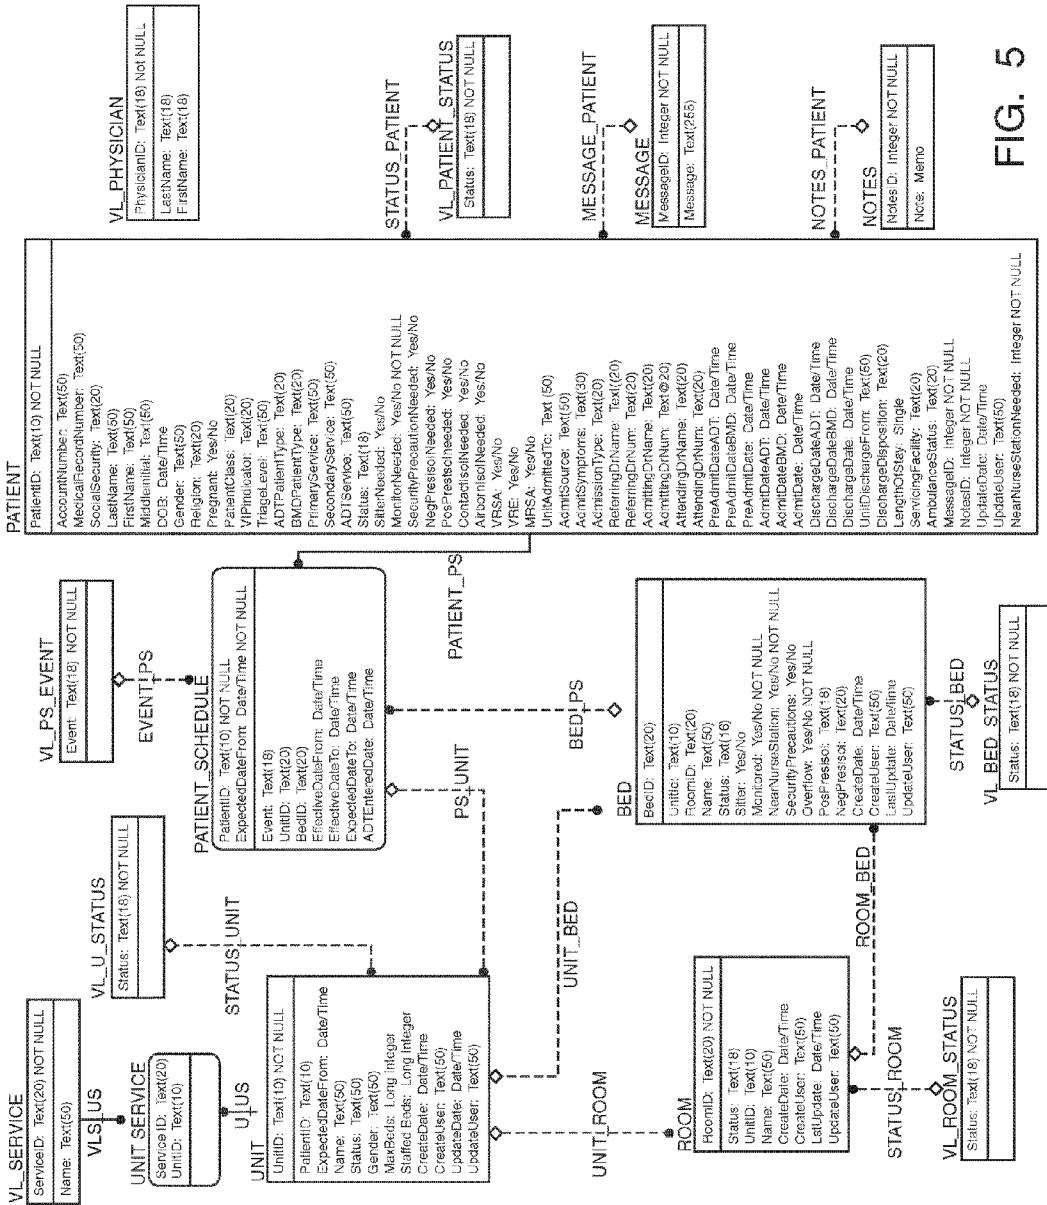 VL_SERVICE
ServiceID: Text(20) NOT NULL
Name: Text(50)
VLS_US
UNIT SERVICE
Service ID: Text(20)
UnitID: Text(10)
U_US
UNIT
UnitID: Text(10) NOT NULL
PatientID: Text(10)
ExpectedDateFrom: Date/Time
Name: Text(50)
Status: Text(50)
Gender: Text(50)
MaxBeds: Long Integer
Staffed Beds: Long Integer
CreateDate: Date/Time
CreateUser: Text(50)
UpdateDate: Date/Time
UpdateUser: Text(50)
VL_U_STATUS
Status: Text(18) NOT NULL
STATUS_UNIT
VL_PS_EVENT
Event: Text(18) NOT NULL
EVENT_PS
PATIENT_SCHEDULE
PatientID: Text(10) NOT NULL
ExpectedDateFrom: Date/Time NOT NULL
Event: Text(18)
UnitID: Text(20)
BedID: Text(20)
EffectiveDateFrom: Date/Time
EffectiveDateTo: Date/Time
ExpectedDateTo: Date/Time
ADTEnteredDate: Date/Time
PS_UNIT
BED_PS
PATIENT_PS
UNIT_BED
UNIT_ROOM
ROOM
RoomID: Text(20) NOT NULL
Status: Text(18)
UnitID: Text(10)
Name: Text(50)
CreateDate: Date/Time
CreateUser: Text(50)
LstUpdate: Date/Time
UpdateUser: Text(50)
ROOM_BED
STATUS_ROOM
VL_ROOM_STATUS
Status: Text(18) NOT NULL
BED
BedID: Text(20)
UnitId: Text(10)
RoomID: Text(20)
Name: Text(50)
Status: Text(16)
Sitter: Yes/No
Monitored: Yes/No NOT NULL
NearNurseStation: Yes/No NOT NULL
SecurityPrecautions: Yes/No
Overflow: Yes/No NOT NULL
PosPresisol: Text(18)
NegPresisol: Text(20)
CreateDate: Date/Time
CreateUser: Text(50)
LastUpdate: Date/time
UpdateUser: Text(50)
STATUS_BED
VL_BED STATUS
Status: Text(18) NOT NULL
PATIENT
PatientID: Text(10) NOT NULL
AccountNumber: Text(50)
MedicalRecordNumber: Text(50)
SocialSecurity: Text(20)
LastName: Text(50)
FirstName: Text(50)
MiddleInitial: Text(50)
DOB: Date/Time
Gender: Text(50)
Religion: Text(20)
Pregnant: Yes/No
PatientClass: Text(20)
VIPIndicator: Text(20)
TriageLevel: Text(50)
ADTPatientType: Text(20)
BMDPatientType: Text(20)
PrimaryService: Text(50)
SecondaryService: Text(50)
ADTService: Text(50)
Status: Text(18)
SitterNeeded: Yes/No
MonitorNeeded: Yes/No NOT NULL
SecurityPrecautionNeeded: Yes/No
NegPresisolNeeded: Yes/No
PosPresisolneeded: Yes/No
ContactisolNeeded: Yes/No
AirbornisolNeeded: Yes/No
VRSA: Yes/No
VRE: Yes/No
MRSA: Yes/No
UnitAdmittedTo: Text (50)
AdmtSource: Text(50)
AdmtSymptoms: Text(30)
AdmissionType: Text(20)
ReferringDrName: Text((20)
ReferringDrNum: Text(20)
AdmittingDrName: Text(20)
AdmittingDrNum: Text@20)
AttendingDrName: Text(20)
AttendingDrNum: Text(20)
PreAdmitDateADT: Date/Time
PreAdmitDateBMD: Date/Time
PreAdmitDate: Date/Time
AdmtDateADT: Date/Time
AdmtDateBMD: Date/Time
AdmtDate: Date/Time
DischargeDateADT: Date/Time
DischargeDateBMD: Date/Time
DischargeDate: Date/Time
UnitDischargeFrom: Text(50)
DischargeDisposition: Text(20)
LengthOfStay: Single
ServicingFacility: Text(20)
AmbulanceStatus: Text(20)
MessageID: Integer NOT NULL
NotesID: Integer NOT NULL
UpdateDate: Date/Time
UpdateUser: Text(50)
NearNurseStationNeeded: Integer NOT NULL
VL_PHYSICIAN
PhysicianID: Text(18) Not NULL
LastName: Text(18)
FirstName: Text(18)
STATUS_PATIENT
VL_PATIENT_STATUS
Status: Text(18) NOT NULL
MESSAGE_PATIENT
MESSAGE
MessageID: Integer NOT NULL
Message: Text(255)
NOTES_PATIENT
NOTES
NotesID: Integer NOT NULL
Note: Memo
FIG. 5